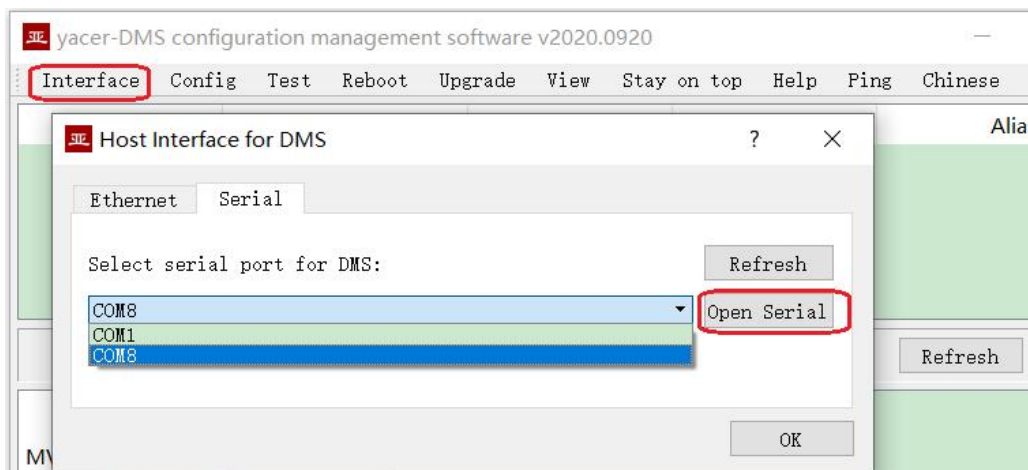 亚 yacer-DMS configuration management software v2020.0920
Interface Config Test Reboot Upgrade View Stay on top Help Ping Chinese
Alia
亚 Host Interface for DMS ?
Ethernet Serial
Select serial port for DMS:
Refresh
COM8
Open Serial
COM1
COM8
Refresh
OK
MV